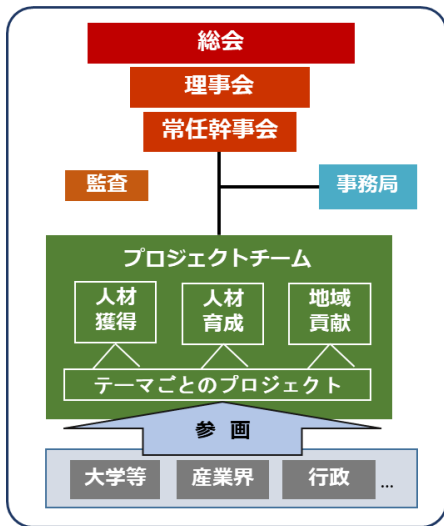 総会
理事会
常任幹事会
監査
事務局
プロジェクトチーム
人材
獲得
人材
育成
地域
貢献
テーマごとのプロジェクト
参 画
大学等
産業界
行政
...